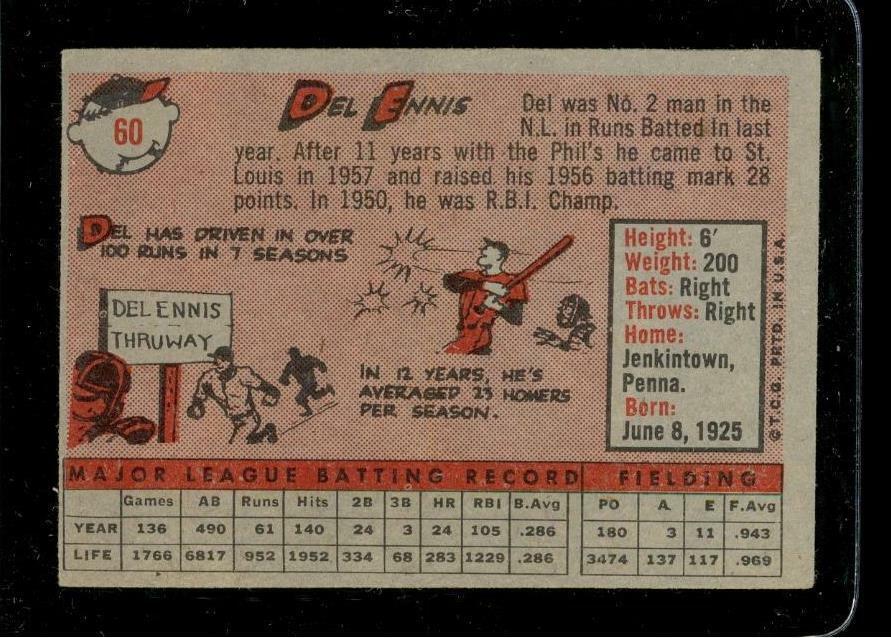 60
DEL ENNIS
Del was No. 2 man in the
N.L. in Runs Batted In last
year. After 11 years with the Phil's he came to St.
Louis in 1957 and raised his 1956 batting mark 28
points. In 1950, he was R.B.I. Champ.
DEL HAS DRIVEN IN OVER
100 RUNS IN 7 SEASONS
DEL ENNIS
THRUWAY
IN 12 YEARS, HE'S
AVERAGED 23 HOMERS
PER SEASON.
Height: 6'
Weight: 200
Bats: Right
Throws: Right
Home:
Jenkintown,
Penna.
Born:
June 8, 1925
© T.C.G. PRTD. IN U.S.A.
MAJOR LEAGUE BATTING RECORD FIELDING
Games AB Runs Hits 2B 3B HR RBI B.Avg PO A E F.Avg
YEAR 136 490 61 140 24 3 24 105 .286 180 3 11 .943
LIFE 1766 6817 952 1952 334 68 283 1229 .286 3474 137 117 .969